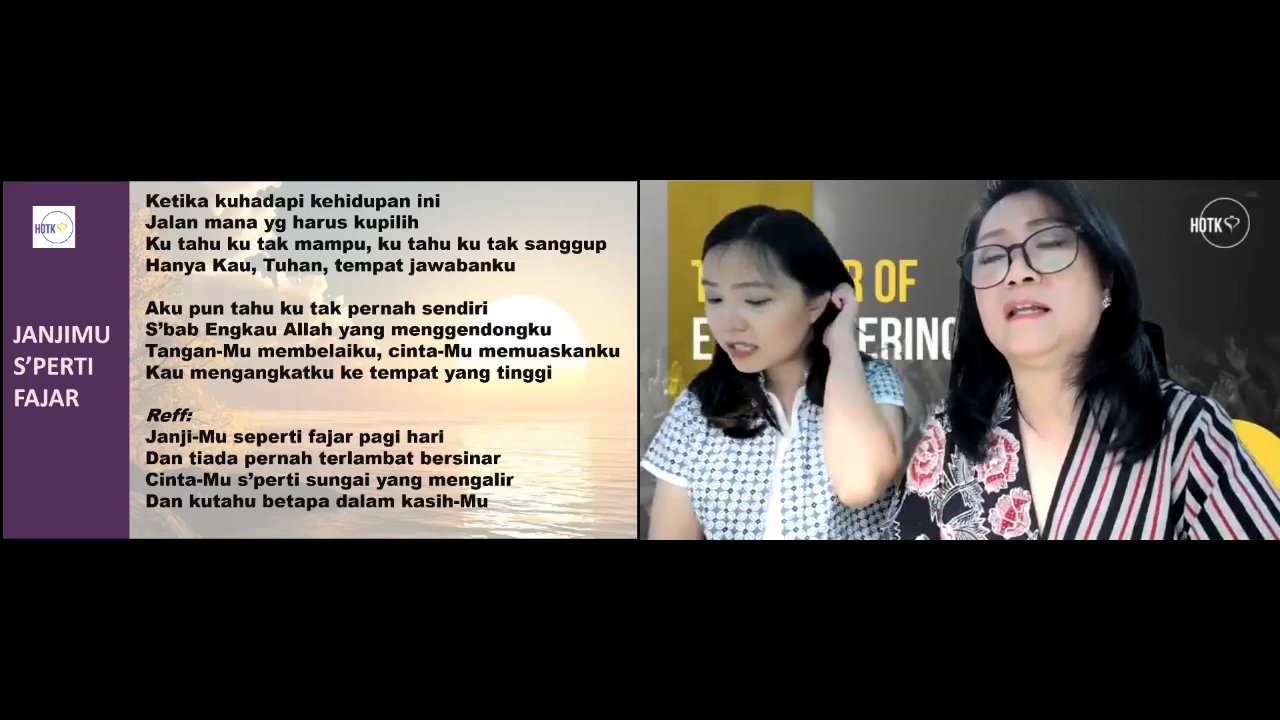 HOTK
JANJIMU
S’PERTI
FAJAR
Ketika kuhadapi kehidupan ini
Jalan mana yg harus kupilih
Ku tahu ku tak mampu, ku tahu ku tak sanggup
Hanya Kau, Tuhan, tempat jawabanku
Aku pun tahu ku tak pernah sendiri
S’bab Engkau Allah yang menggendongku
Tangan-Mu membelaiku, cinta-Mu memuaskanku
Kau mengangkatku ke tempat yang tinggi
Reff:
Janji-Mu seperti fajar pagi hari
Dan tiada pernah terlambat bersinar
Cinta-Mu s’perti sungai yang mengalir
Dan kutahu betapa dalam kasih-Mu
OF
HOTK